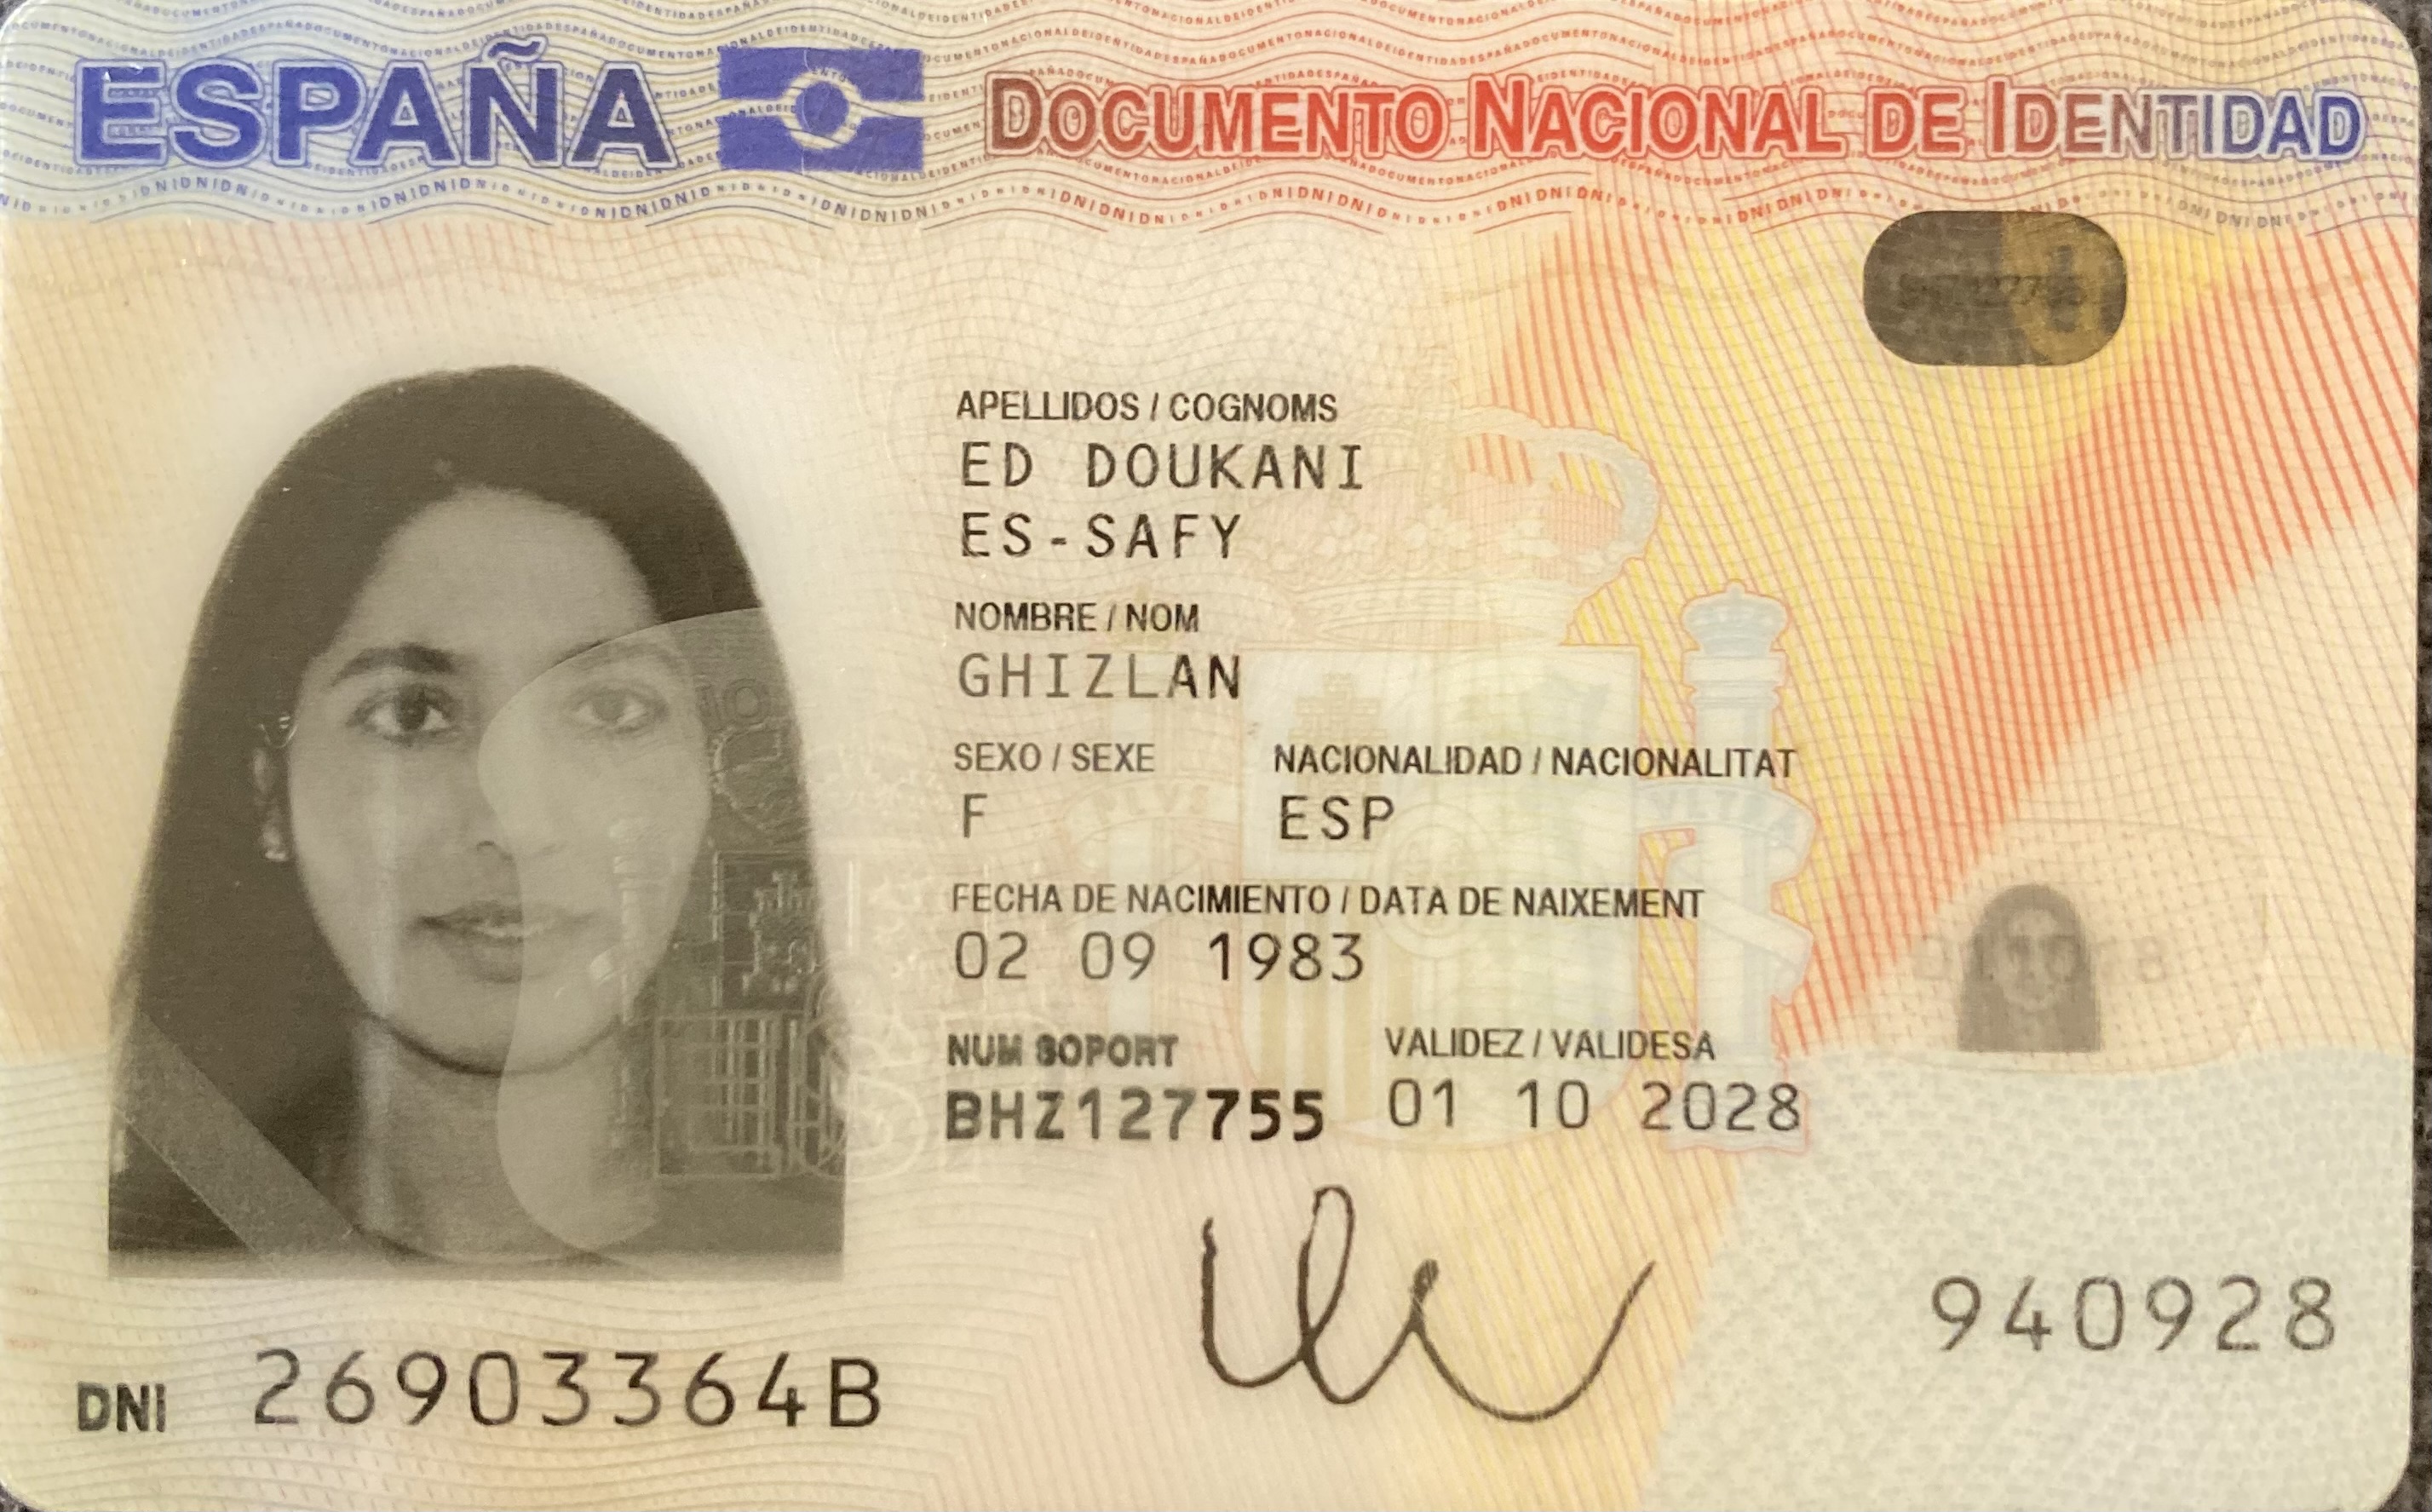 ESPAÑA DOCUMENTO NACIONAL DE IDENTIDAD
APELLIDOS / COGNOMS
ED DOUKANI
ES-SAFY
NOMBRE / NOM
GHIZLAN
SEXO / SEXE NACIONALIDAD / NACIONALITAT
F ESP
FECHA DE NACIMIENTO / DATA DE NAIXEMENT
02 09 1983
NUM SOPORT VALIDEZ / VALIDESA
BHZ127755 01 10 2028
940928
DNI 26903364B